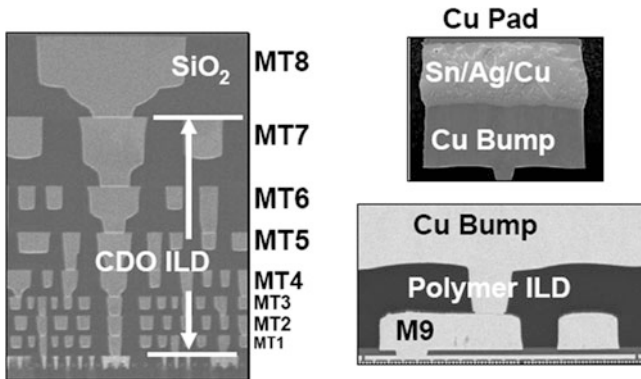 SiO2
MT8
MT7
MT6
MT5
CDO ILD
MT4
MT3
MT2
MT1
Cu Pad
Sn/Ag/Cu
Cu Bump
Cu Bump
Polymer ILD
M9